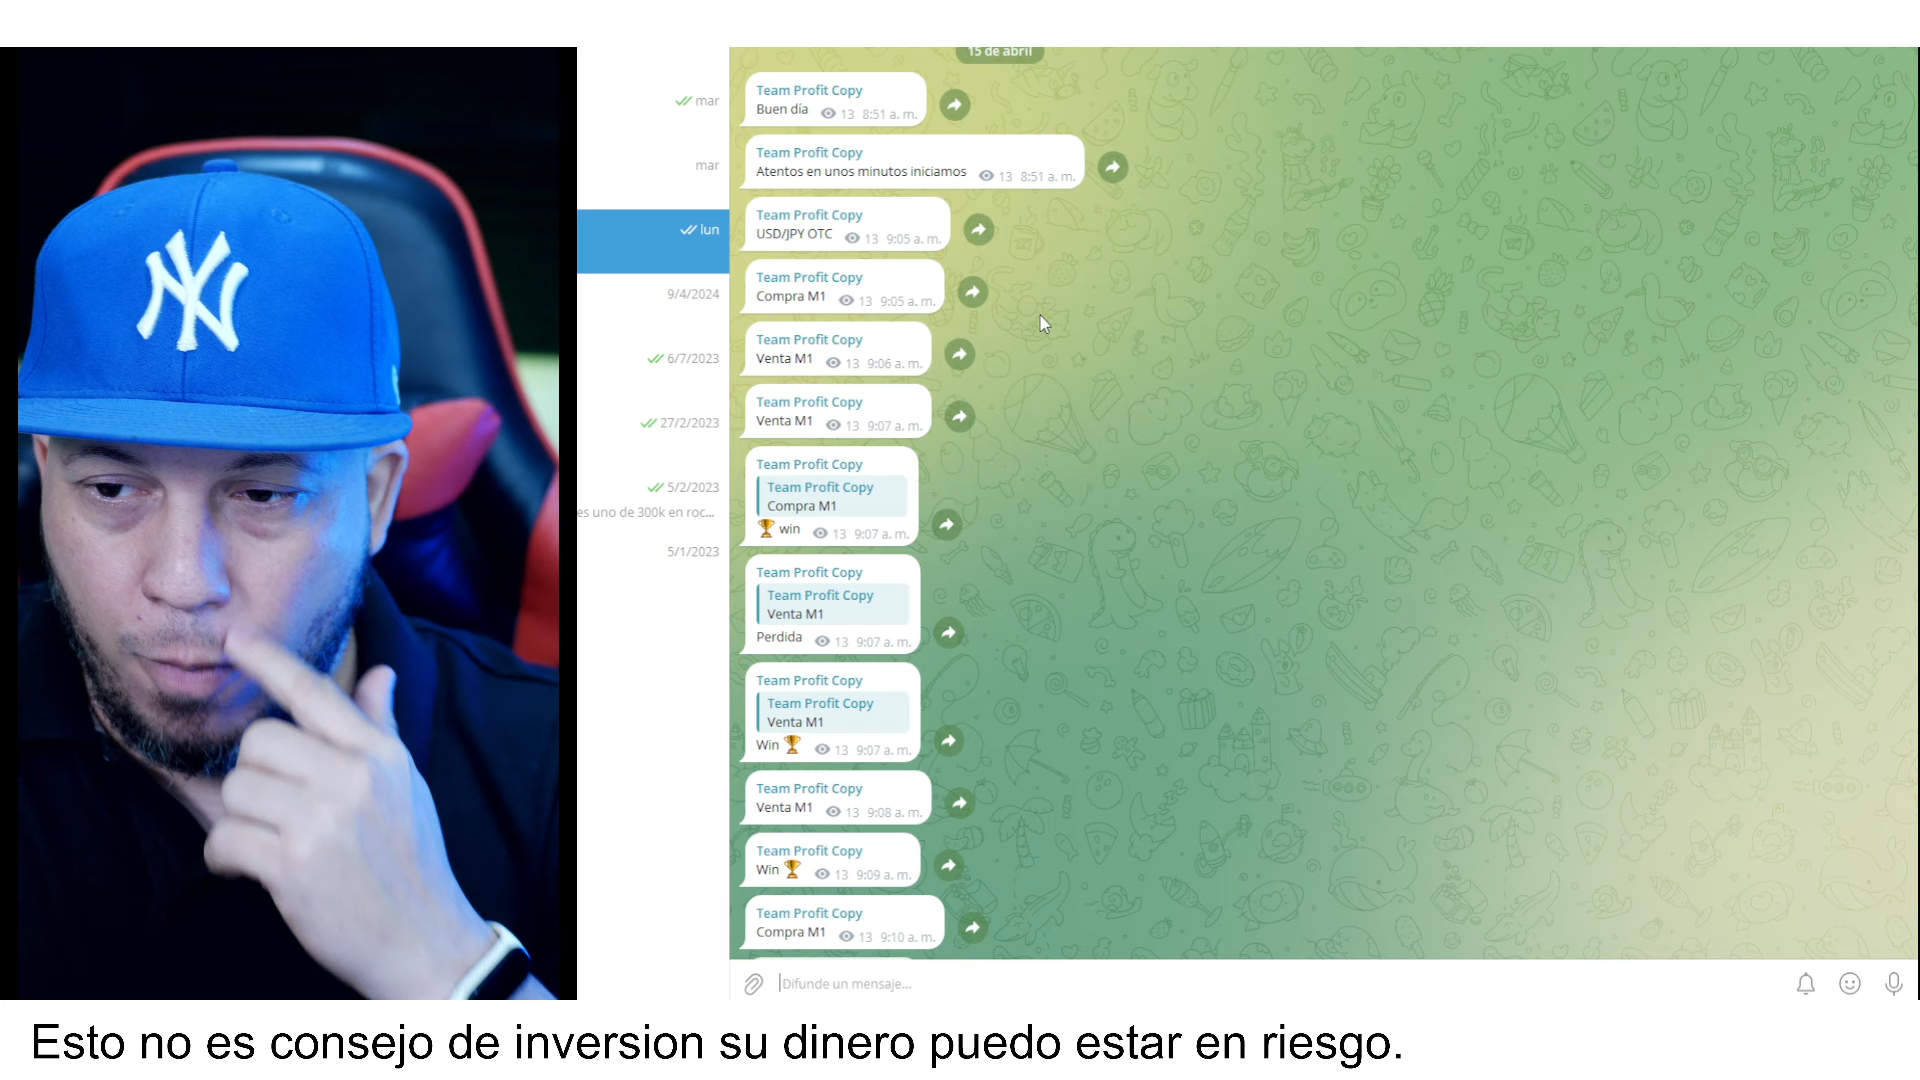 NY
mar
mar
lun
9/4/2024
6/7/2023
27/2/2023
5/2/2023
es uno de 300k en roc...
5/1/2023
15 de abril
Team Profit Copy
Buen día 13 8:51 a. m.
Team Profit Copy
Atentos en unos minutos iniciamos 13 8:51 a. m.
Team Profit Copy
USD/JPY OTC 13 9:05 a. m.
Team Profit Copy
Compra M1 13 9:05 a. m.
Team Profit Copy
Venta M1 13 9:06 a. m.
Team Profit Copy
Venta M1 13 9:07 a. m.
Team Profit Copy
Team Profit Copy
Compra M1
🏆 win 13 9:07 a. m.
Team Profit Copy
Team Profit Copy
Venta M1
Perdida 13 9:07 a. m.
Team Profit Copy
Team Profit Copy
Venta M1
Win 🏆 13 9:07 a. m.
Team Profit Copy
Venta M1 13 9:08 a. m.
Team Profit Copy
Win 🏆 13 9:09 a. m.
Team Profit Copy
Compra M1 13 9:10 a. m.
Difunde un mensaje...
Esto no es consejo de inversion su dinero puedo estar en riesgo.